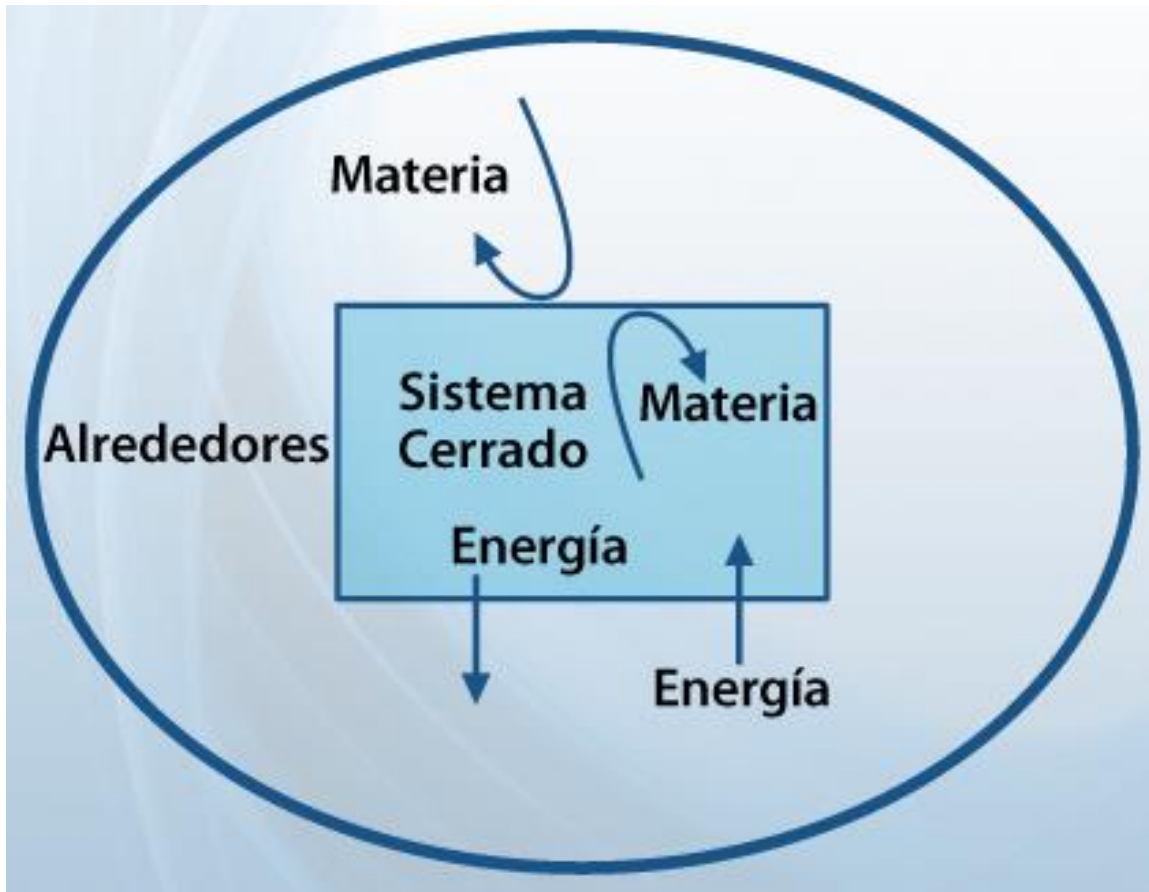 Materia
Sistema
Cerrado
Materia
Alrededores
Energía
Energía